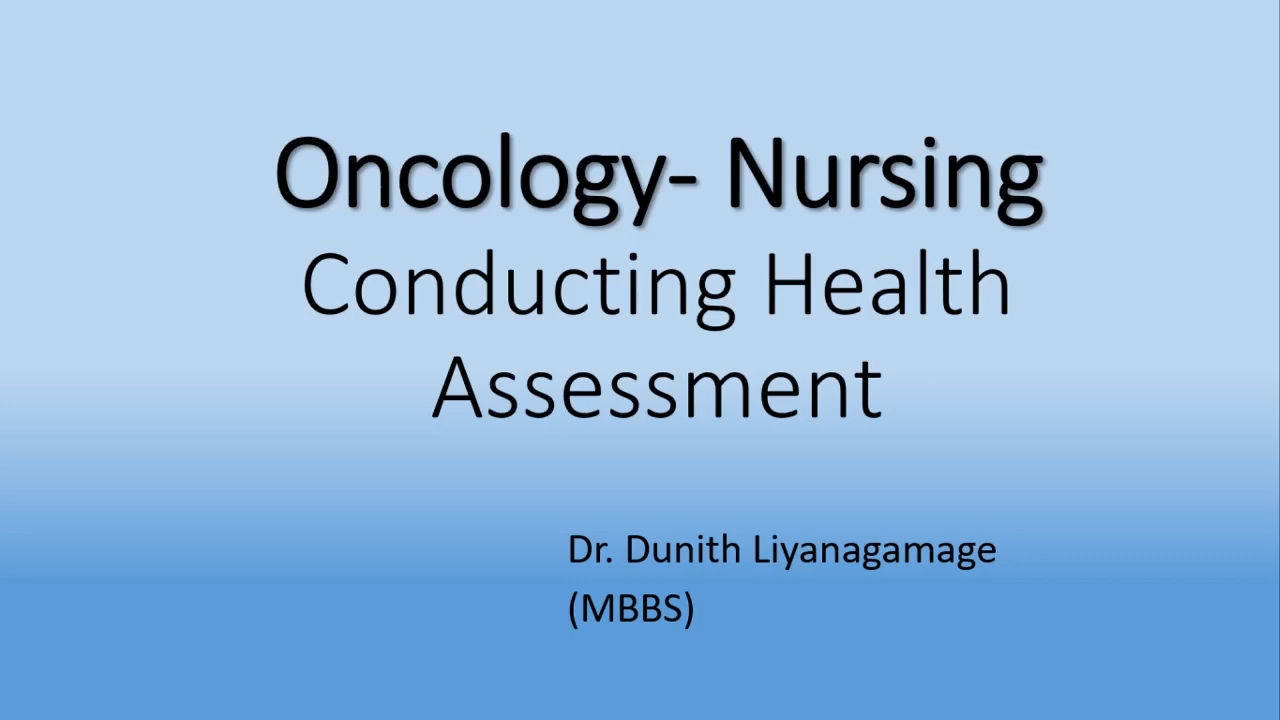 Oncology- Nursing
Conducting Health
Assessment
Dr. Dunith Liyanagamage
(MBBS)